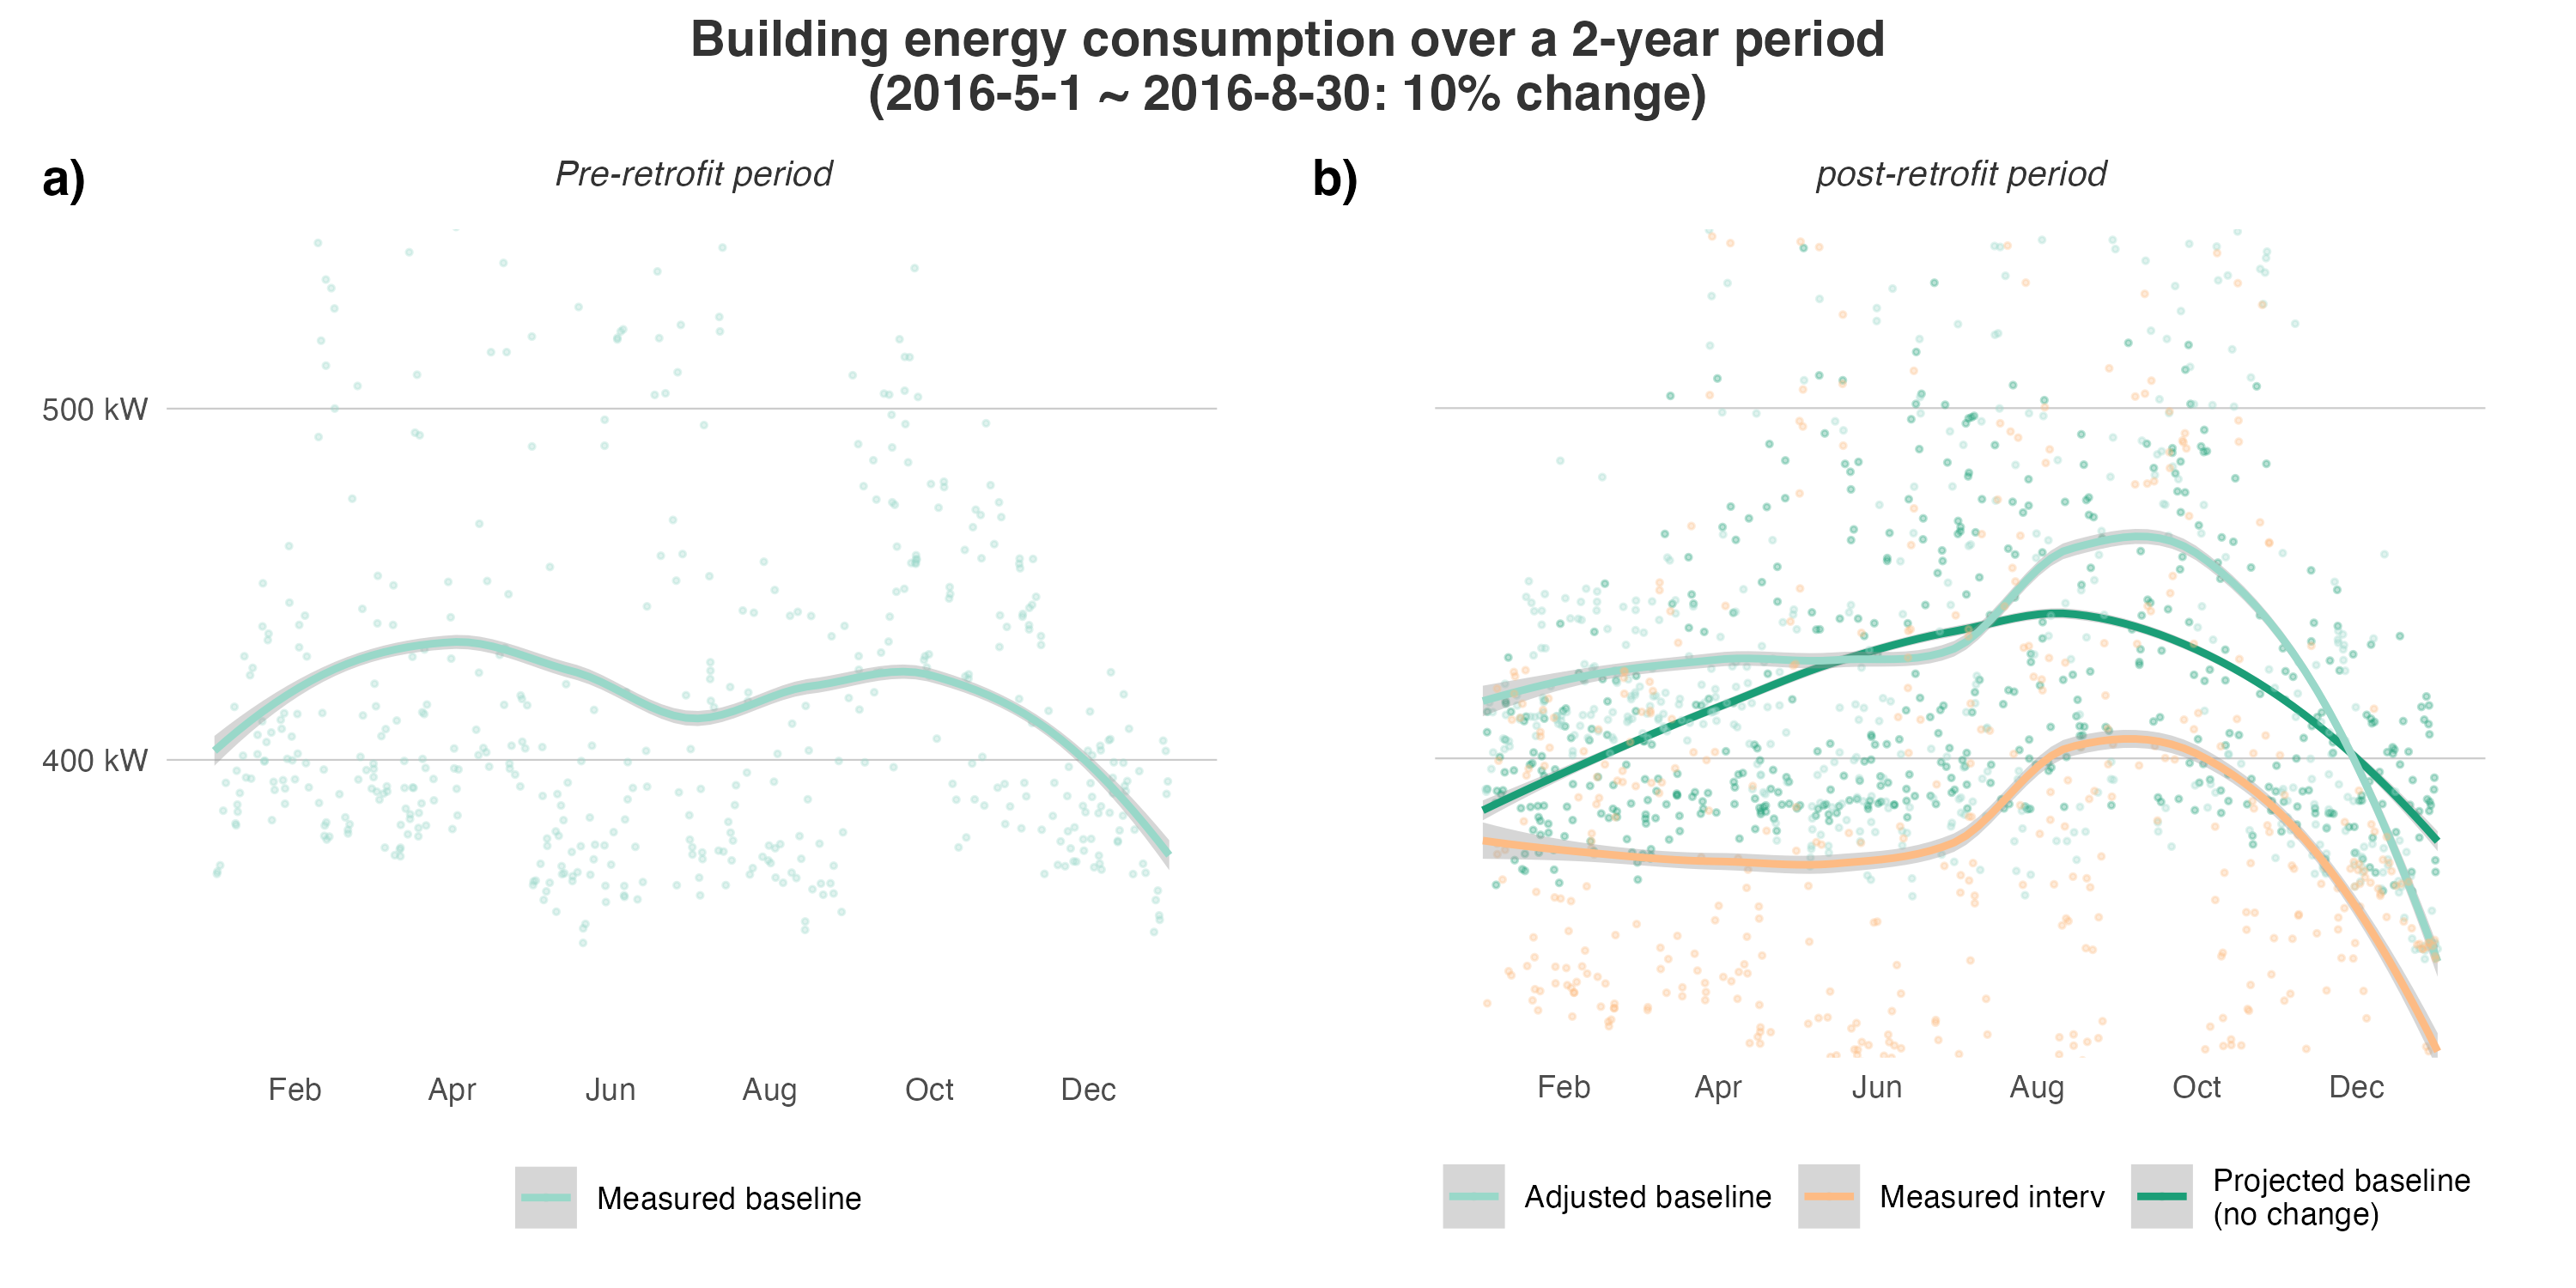 Building energy consumption over a 2-year period
(2016-5-1 ~ 2016-8-30: 10% change)
a)
Pre-retrofit period
500 kW
400 kW
Feb Apr Jun Aug Oct Dec
Measured baseline
b)
post-retrofit period
Feb Apr Jun Aug Oct Dec
Adjusted baseline
Measured interv
Projected baseline
(no change)